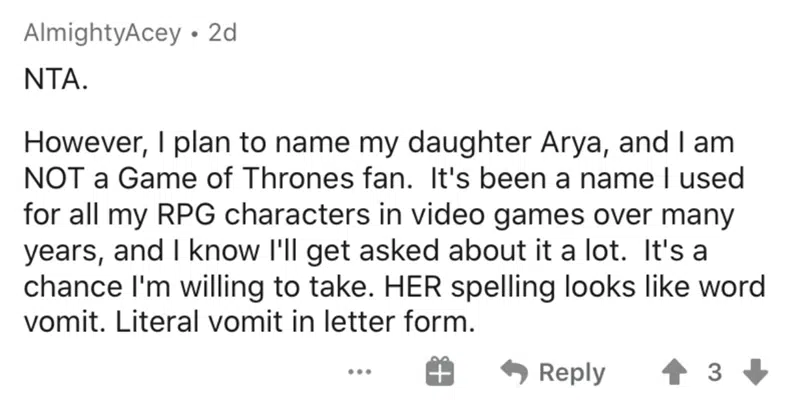 AlmightyAcey • 2d
NTA.
However, I plan to name my daughter Arya, and I am
NOT a Game of Thrones fan.  It's been a name I used
for all my RPG characters in video games over many
years, and I know I'll get asked about it a lot.  It's a
chance I'm willing to take. HER spelling looks like word
vomit. Literal vomit in letter form.
... Reply 3